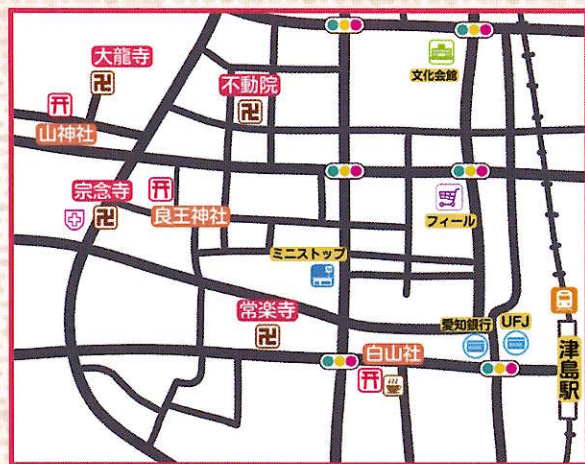 大龍寺
文化会館
不動院
山神社
宗念寺
良王神社
フィール
ミニストップ
常楽寺
愛知銀行
UFJ
白山社
津島駅